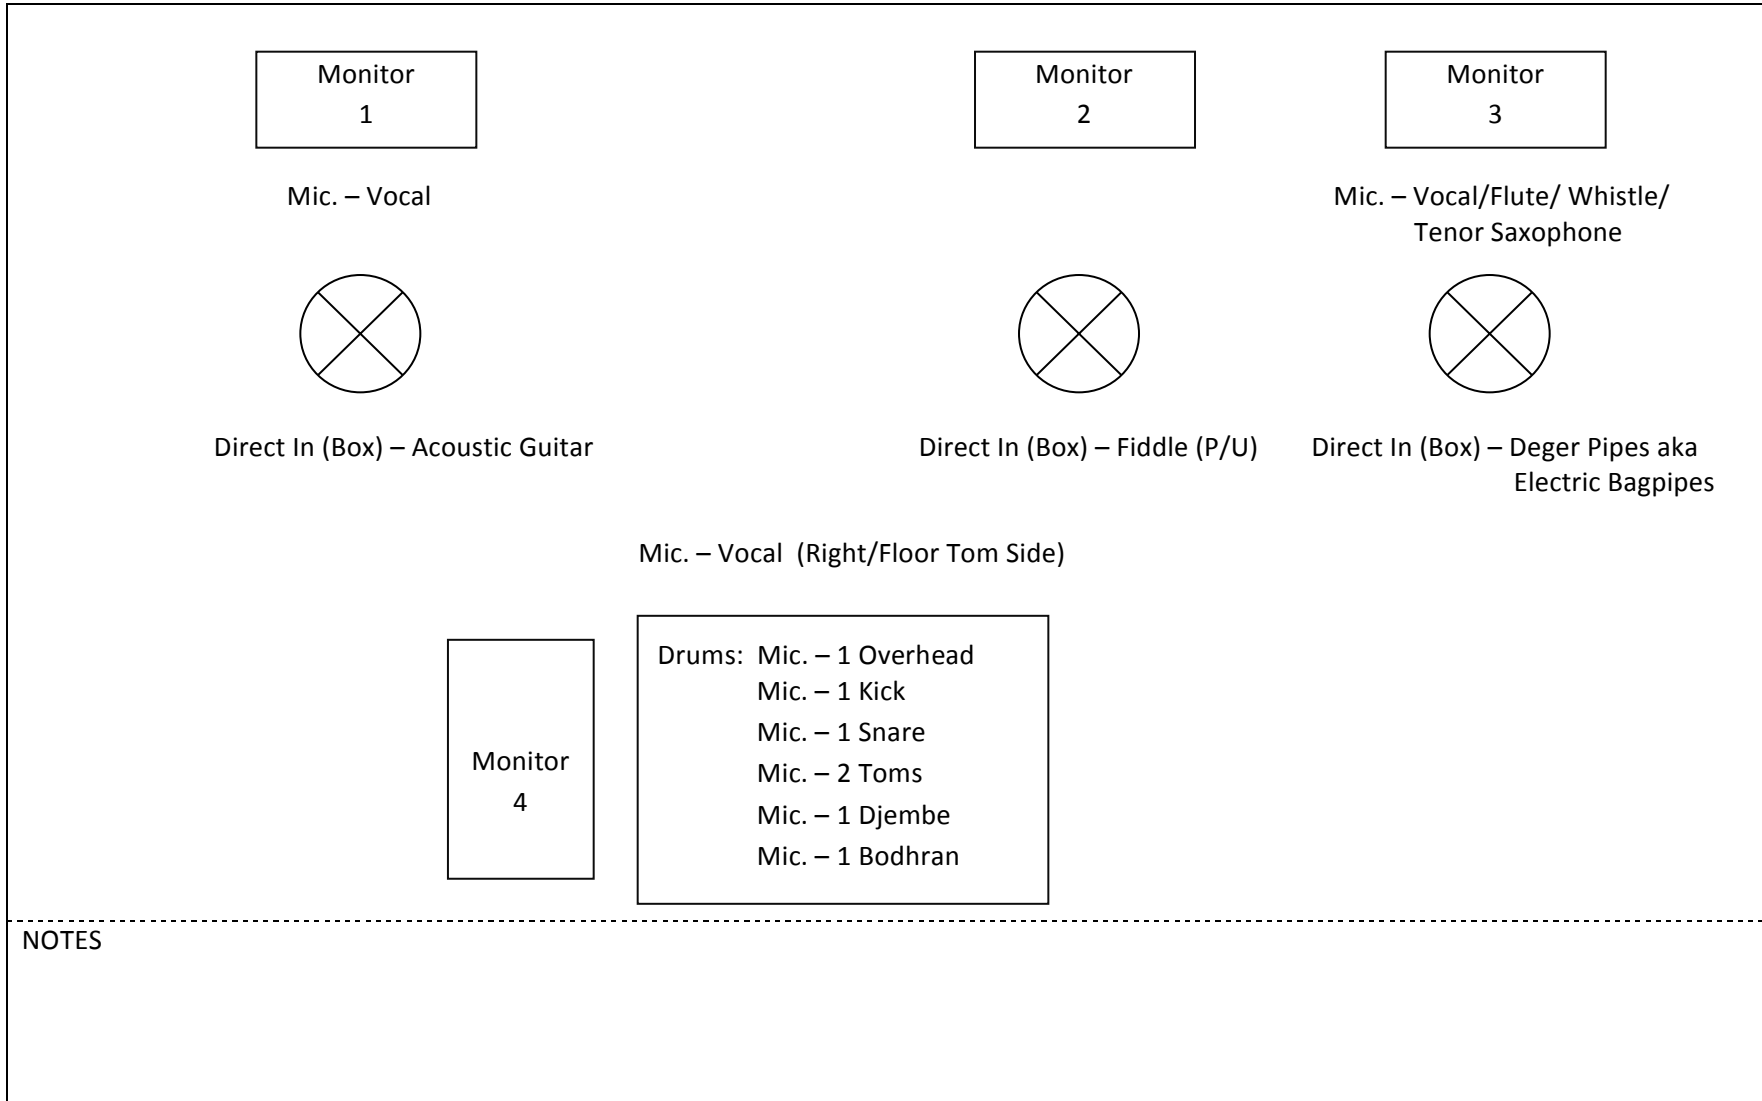 Monitor
1
Monitor
2
Monitor
3
Mic. – Vocal
Mic. – Vocal/Flute/ Whistle/
Tenor Saxophone
Direct In (Box) – Acoustic Guitar
Direct In (Box) – Fiddle (P/U)
Direct In (Box) – Deger Pipes aka
Electric Bagpipes
Mic. – Vocal (Right/Floor Tom Side)
Monitor
4
Drums: Mic. – 1 Overhead
Mic. – 1 Kick
Mic. – 1 Snare
Mic. – 2 Toms
Mic. – 1 Djembe
Mic. – 1 Bodhran
NOTES